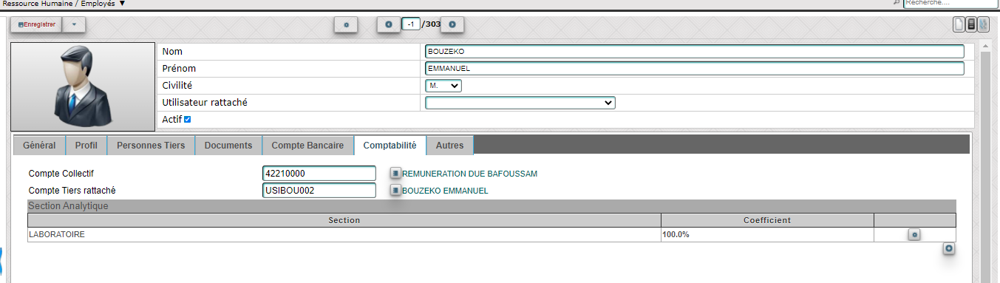 Ressource Humaine / Employés ▼
Recherche....
Enregistrer
-1 /303
Nom BOUZEKO
Prénom EMMANUEL
Civilité M.
Utilisateur rattaché
Actif
Général Profil Personnes Tiers Documents Compte Bancaire Comptabilité Autres
Compte Collectif 42210000 REMUNERATION DUE BAFOUSSAM
Compte Tiers rattaché USIBOU002 BOUZEKO EMMANUEL
Section Analytique
Section Coefficient
LABORATOIRE 100.0%